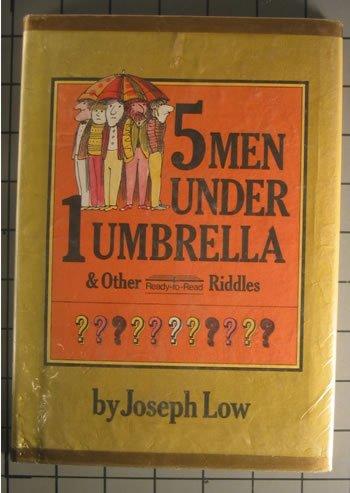 5 MEN
UNDER
1 UMBRELLA
& Other Ready-to-Read Riddles
? ? ? ? ? ? ? ? ? ?
by Joseph Low